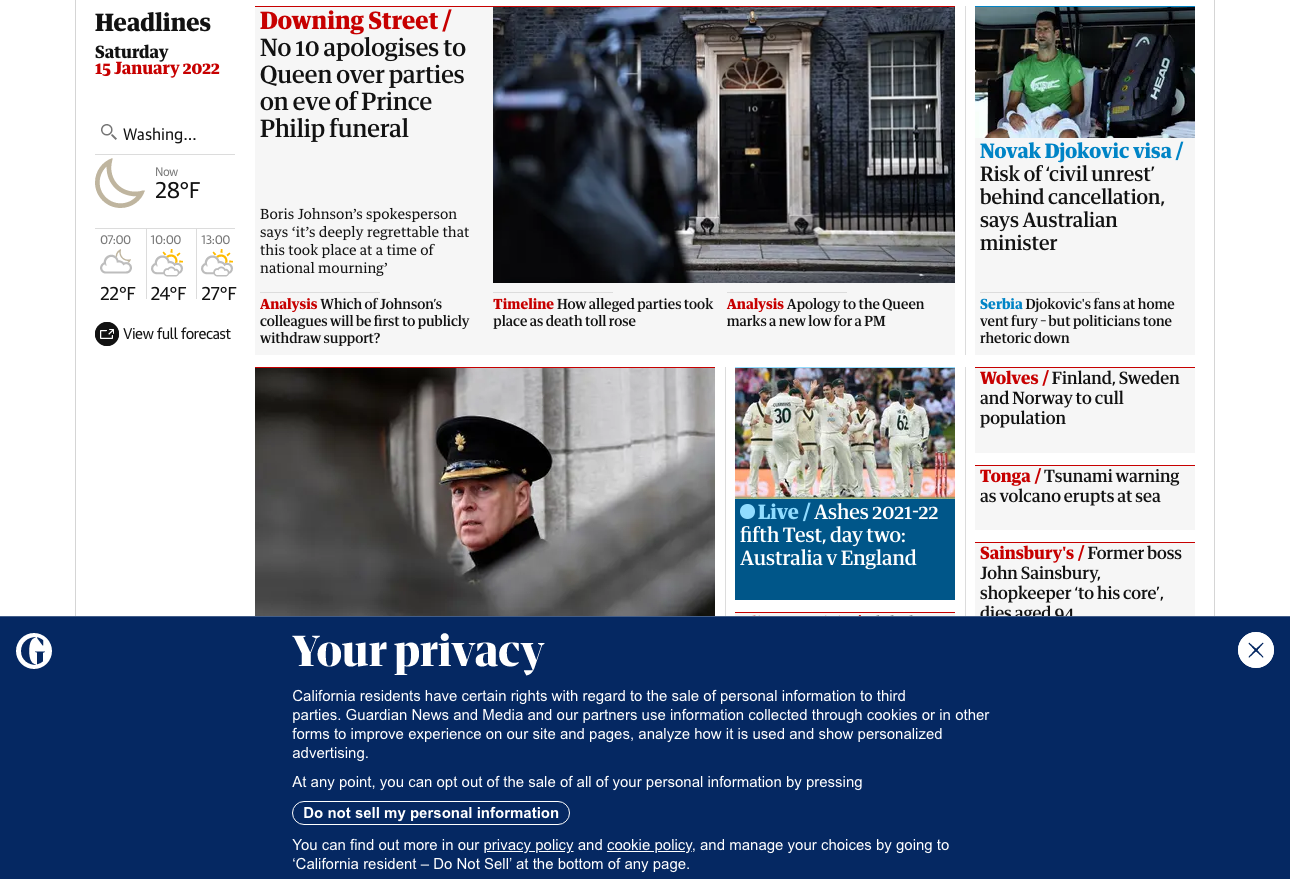 Headlines
Saturday
15 January 2022
Washing...
Now
28°F
07:00
22°F
10:00
24°F
13:00
27°F
View full forecast
Downing Street /
No 10 apologises to
Queen over parties
on eve of Prince
Philip funeral
Boris Johnson's spokesperson
says 'it's deeply regrettable that
this took place at a time of
national mourning'
10
Analysis Which of Johnson's
colleagues will be first to publicly
withdraw support?
Timeline How alleged parties took
place as death toll rose
Analysis Apology to the Queen
marks a new low for a PM
HEAD
Novak Djokovic visa /
Risk of 'civil unrest'
behind cancellation,
says Australian
minister
Serbia Djokovic's fans at home
vent fury – but politicians tone
rhetoric down
30
62
Live / Ashes 2021-22
fifth Test, day two:
Australia v England
Wolves / Finland, Sweden
and Norway to cull
population
Tonga / Tsunami warning
as volcano erupts at sea
Sainsbury's / Former boss
John Sainsbury,
shopkeeper 'to his core',
dies aged 94
G
Your privacy
California residents have certain rights with regard to the sale of personal information to third
parties. Guardian News and Media and our partners use information collected through cookies or in other
forms to improve experience on our site and pages, analyze how it is used and show personalized
advertising.
At any point, you can opt out of the sale of all of your personal information by pressing
Do not sell my personal information
You can find out more in our privacy policy and cookie policy, and manage your choices by going to
'California resident – Do Not Sell' at the bottom of any page.